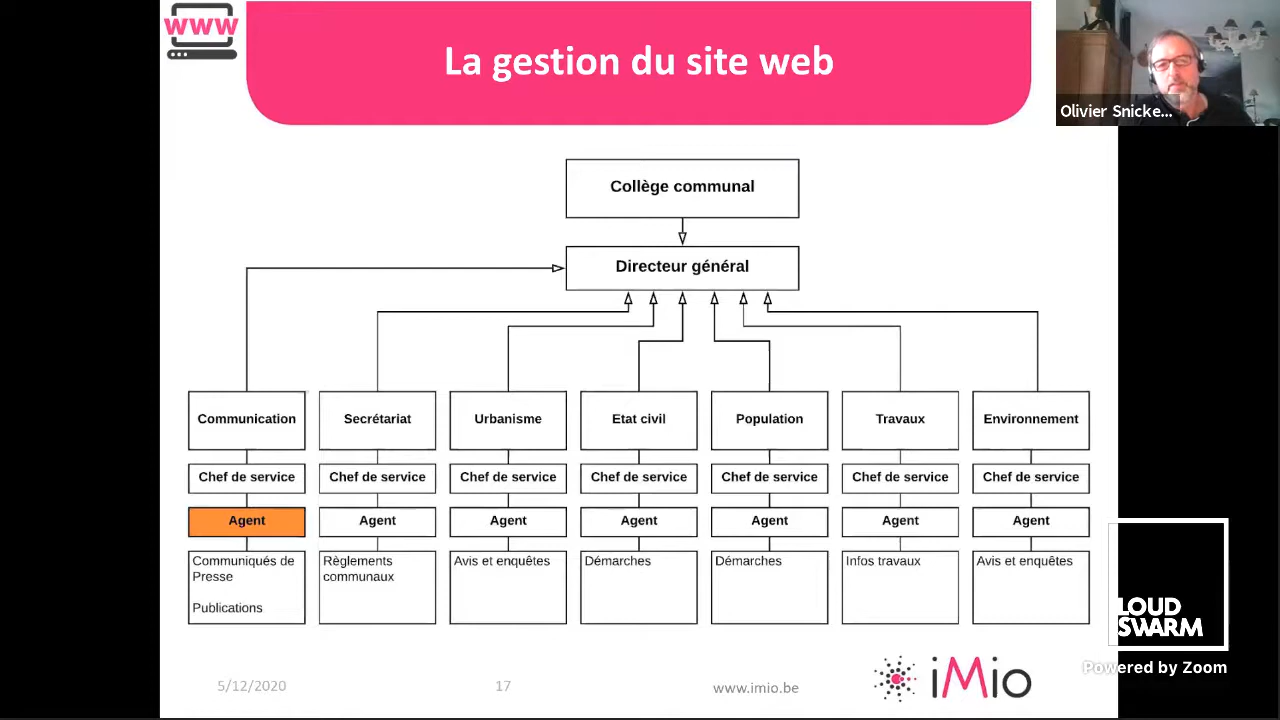 www
La gestion du site web
Olivier Snicke...
Collège communal
Directeur général
Communication
Secrétariat
Urbanisme
Etat civil
Population
Travaux
Environnement
Chef de service
Chef de service
Chef de service
Chef de service
Chef de service
Chef de service
Chef de service
Agent
Agent
Agent
Agent
Agent
Agent
Agent
Communiqués de
Presse
Publications
Règlements
communaux
Avis et enquêtes
Démarches
Démarches
Infos travaux
Avis et enquêtes
LOUD
SWARM
Powered by Zoom
5/12/2020
17
www.imio.be
iMio